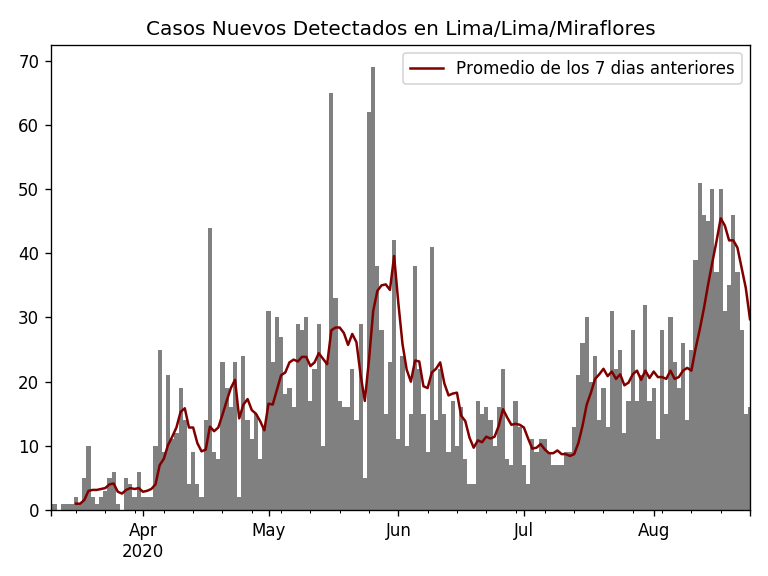 Casos Nuevos Detectados en Lima/Lima/Miraflores
Promedio de los 7 dias anteriores
70
60
50
40
30
20
10
0
Apr
2020
May
Jun
Jul
Aug